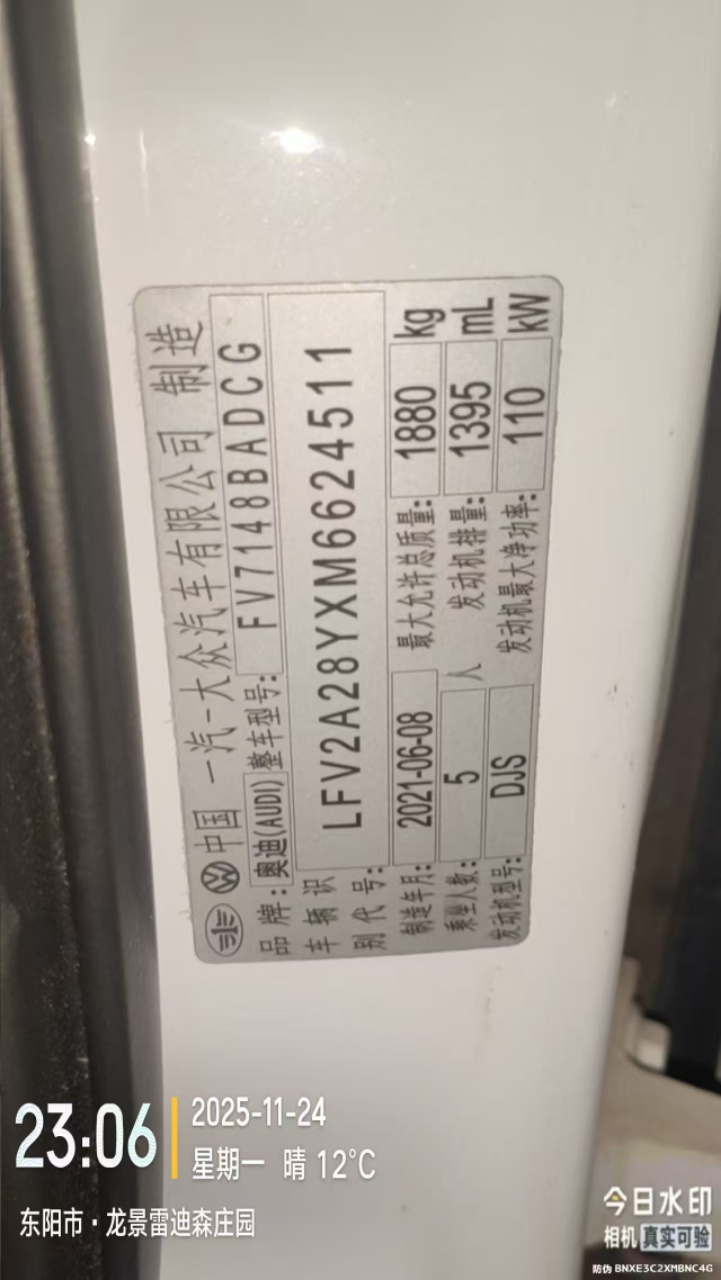 中国 一汽-大众汽车有限公司 制造
品牌: 奥迪(AUDI) 整车型号: FV7148BADCG
车辆识别代号: LFV2A28YXM6624511
制造年月: 2021-06-08 最大允许总质量: 1880 kg
乘坐人数: 5 人 发动机排量: 1395 mL
发动机型号: DJS 发动机最大净功率: 110 kW
23:06
2025-11-24
星期一 晴 12°C
东阳市·龙景雷迪森庄园
今日水印
相机 真实可验
防伪 BNXE3C2XMBNC4G